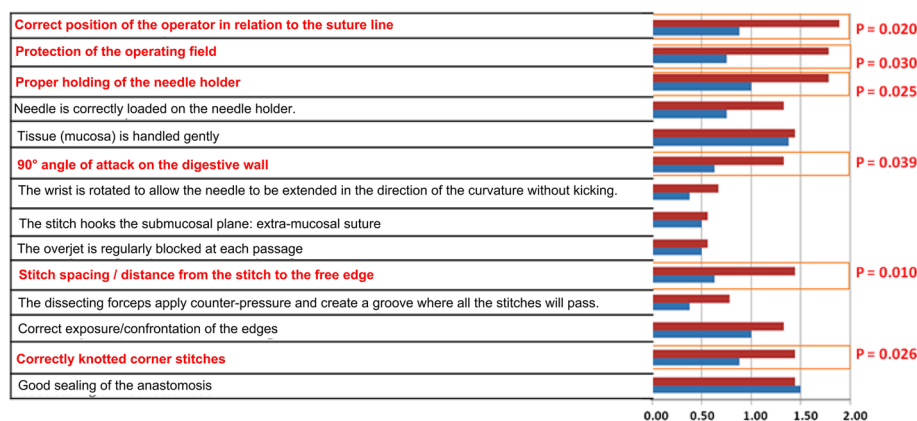 Correct position of the operator in relation to the suture line
P = 0.020
Protection of the operating field
P = 0.030
Proper holding of the needle holder
P = 0.025
Needle is correctly loaded on the needle holder.
Tissue (mucosa) is handled gently
90° angle of attack on the digestive wall
P = 0.039
The wrist is rotated to allow the needle to be extended in the direction of the curvature without kicking.
The stitch hooks the submucosal plane: extra-mucosal suture
The overjet is regularly blocked at each passage
Stitch spacing / distance from the stitch to the free edge
P = 0.010
The dissecting forceps apply counter-pressure and create a groove where all the stitches will pass.
Correct exposure/confrontation of the edges
Correctly knotted corner stitches
P = 0.026
Good sealing of the anastomosis
0.00 0.50 1.00 1.50 2.00